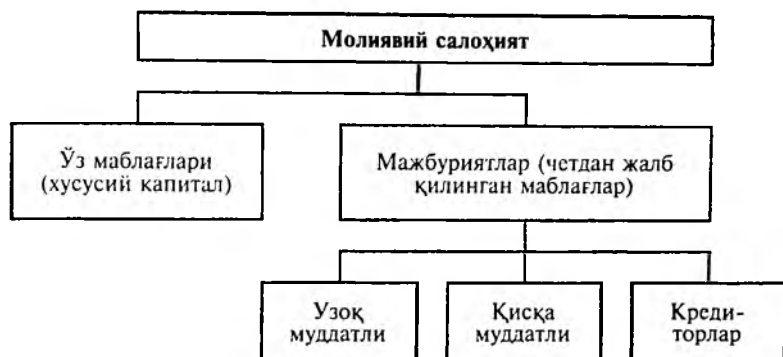 Молиявий салоҳият
Ўз маблағлари
(хусусий капитал)
Мажбуриятлар (четдан жалб
қилинган маблағлар)
Узоқ
муддатли
Қисқа
муддатли
Креди-
торлар